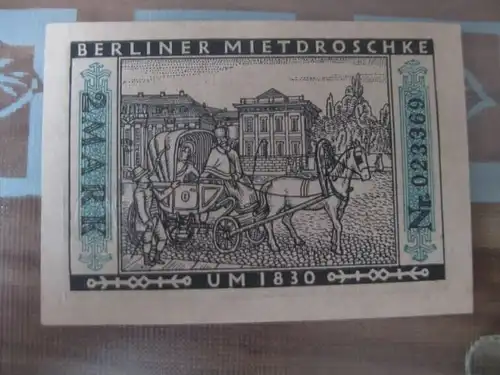 BERLINER MIETDROSCHKE
2 MARK
Nr. 023369
UM 1830